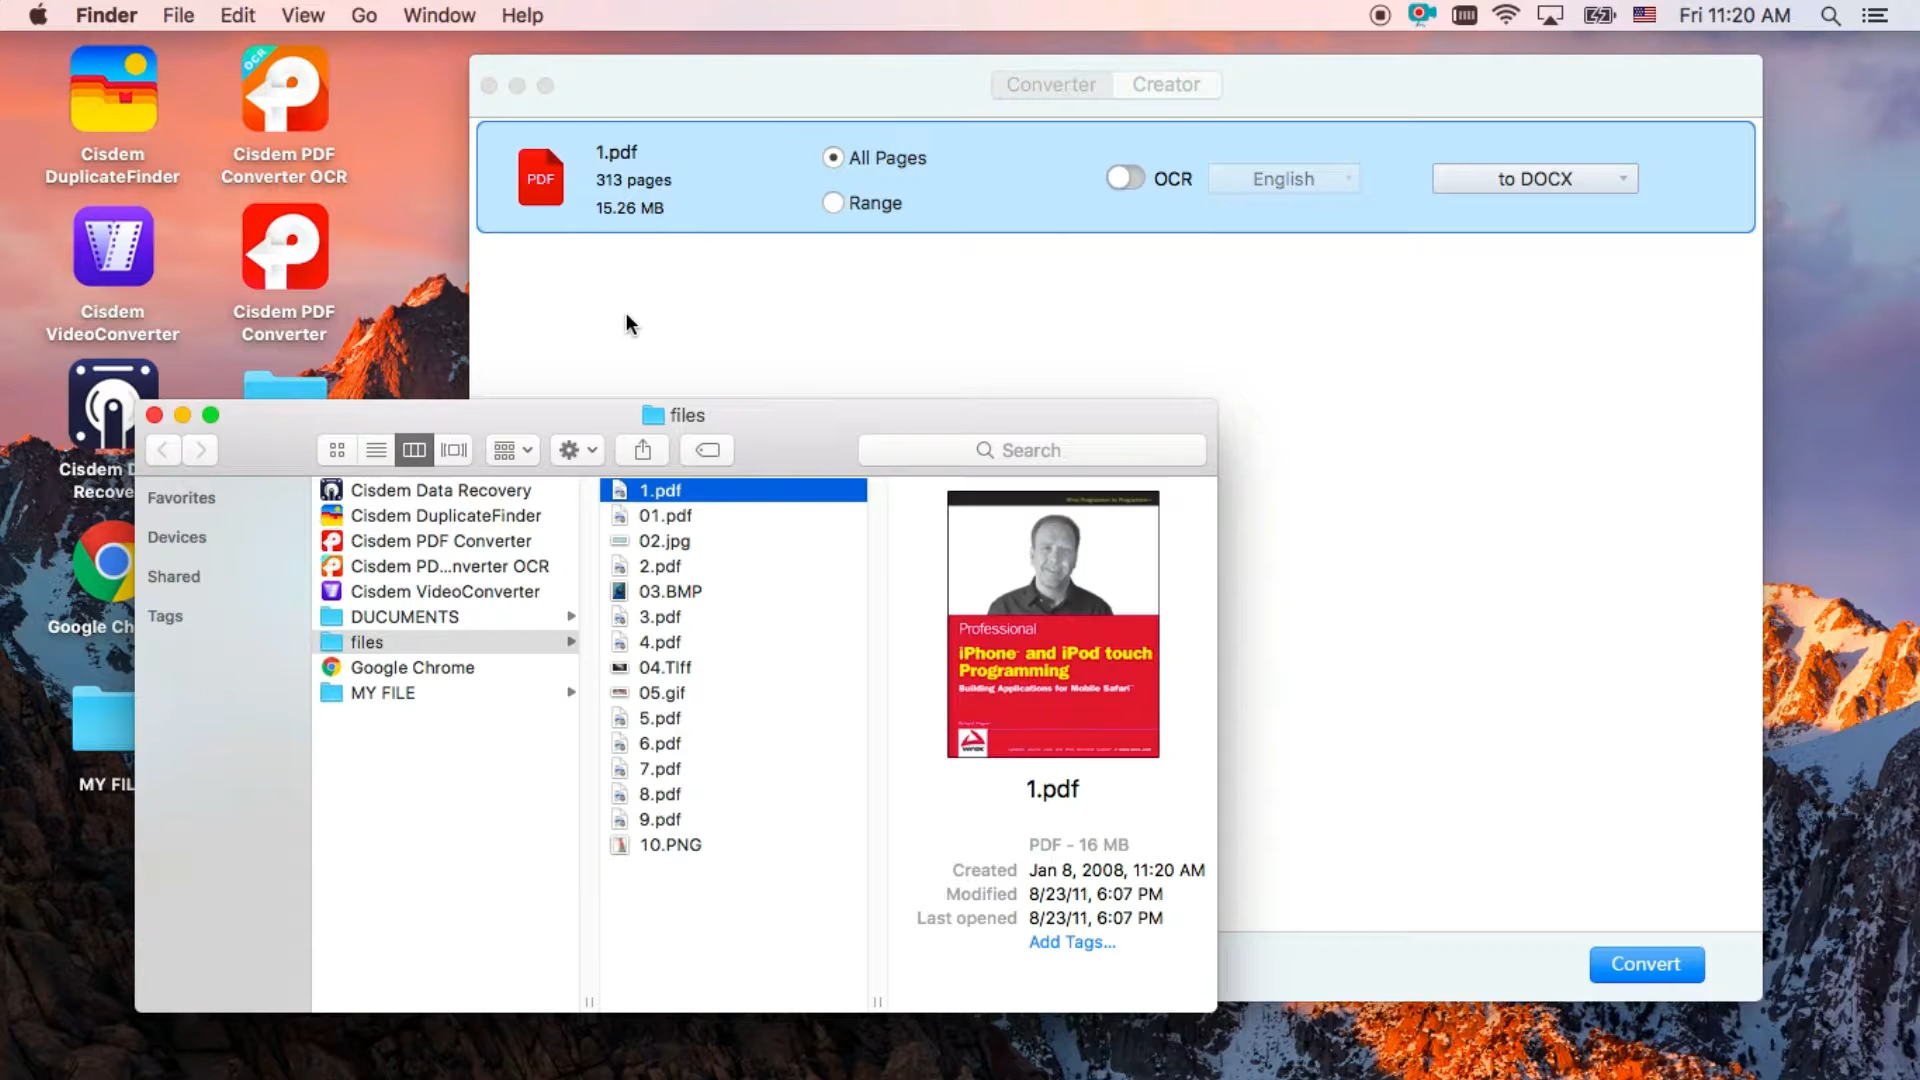 Finder File Edit View Go Window Help Fri 11:20 AM
Cisdem
DuplicateFinder
OCR
Cisdem PDF
Converter OCR
Cisdem
VideoConverter
Cisdem PDF
Converter
Cisdem D
Recove
Google Ch
MY FIL
Converter Creator
PDF
1.pdf
313 pages
15.26 MB
All Pages
Range
OCR English to DOCX
Convert
files
Search
Favorites
Devices
Shared
Tags
Cisdem Data Recovery
Cisdem DuplicateFinder
Cisdem PDF Converter
Cisdem PD...nverter OCR
Cisdem VideoConverter
DUCUMENTS
files
Google Chrome
MY FILE
1.pdf
01.pdf
02.jpg
2.pdf
03.BMP
3.pdf
4.pdf
04.TIff
05.gif
5.pdf
6.pdf
7.pdf
8.pdf
9.pdf
10.PNG
Professional
iPhone and iPod touch
Programming
Building Applications for Mobile Safari
1.pdf
PDF - 16 MB
Created Jan 8, 2008, 11:20 AM
Modified 8/23/11, 6:07 PM
Last opened 8/23/11, 6:07 PM
Add Tags...